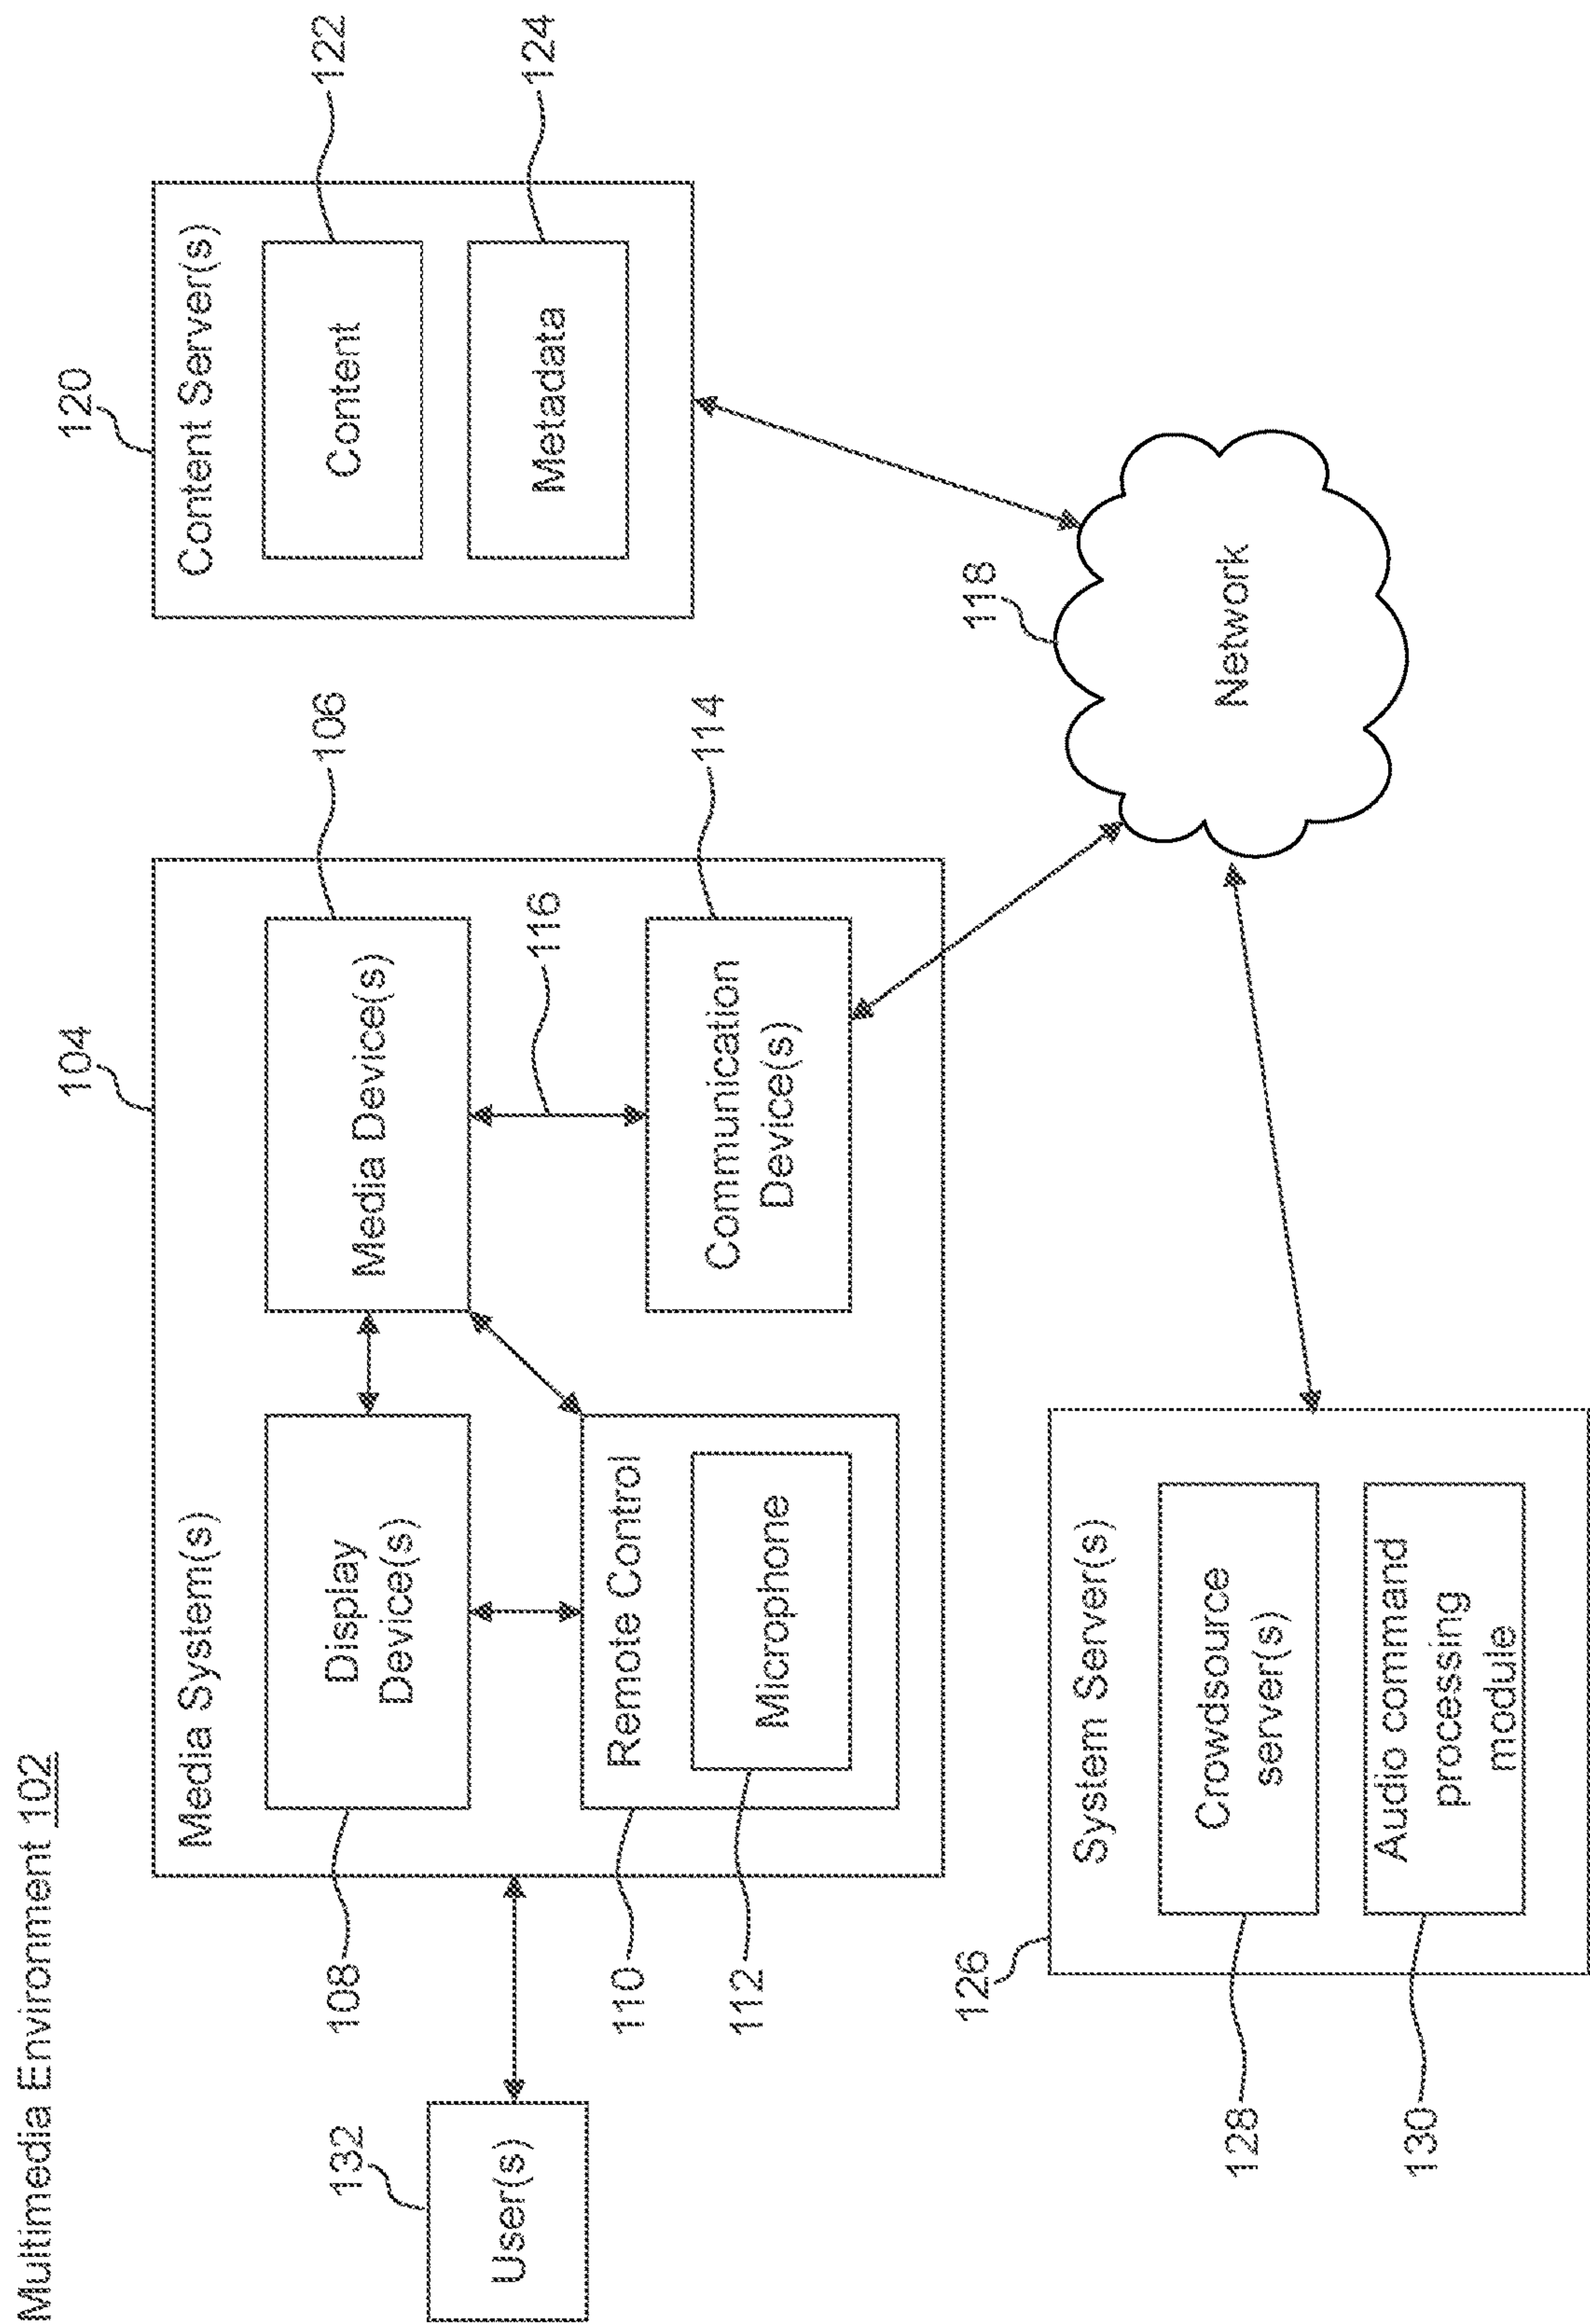 Multimedia Environment 102
104
Media System(s)
120
Content Server(s)
132
User(s)
108
Display
Device(s)
Media Device(s)
106
Content
122
110
Remote Control
116
Metadata
124
112
Microphone
Communication
Device(s)
114
126
System Server(s)
118
Network
128
Crowdsource
server(s)
130
Audio command
processing
module